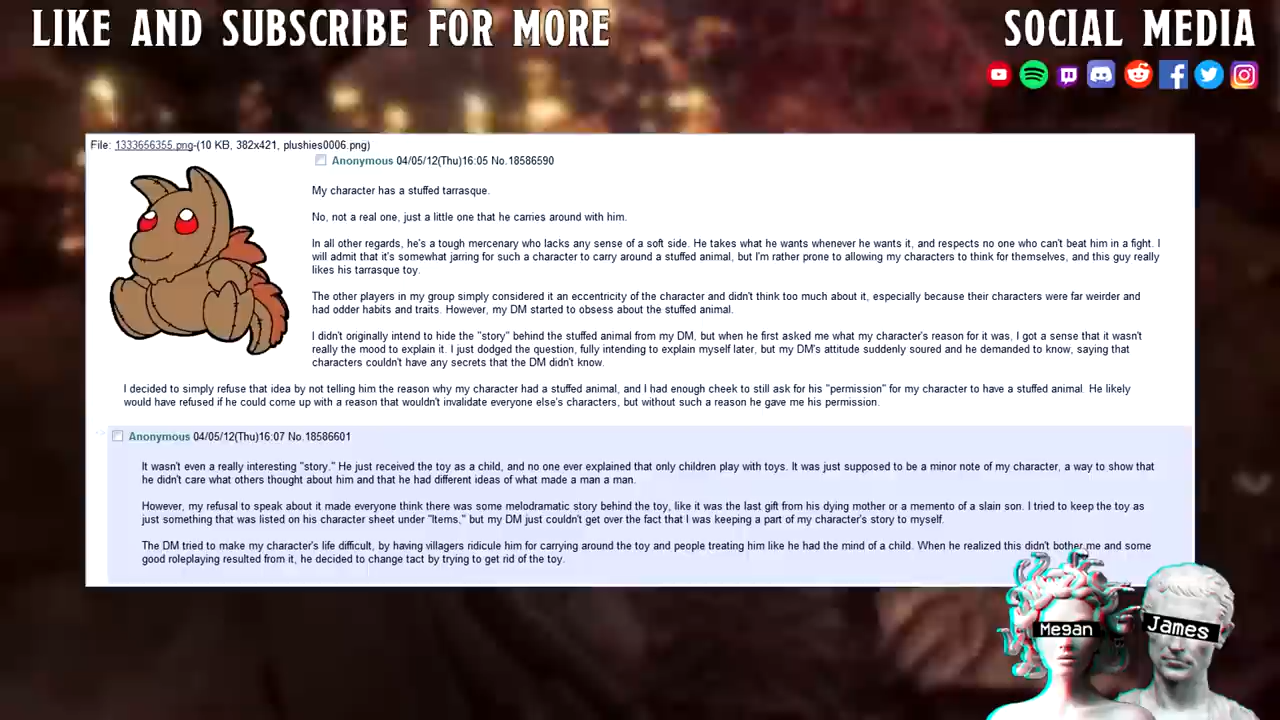 LIKE AND SUBSCRIBE FOR MORE
SOCIAL MEDIA
File: 1333656355.png-(10 KB, 382x421, plushies0006.png)
Anonymous 04/05/12(Thu)16:05 No.18586590
My character has a stuffed tarrasque.
No, not a real one, just a little one that he carries around with him.
In all other regards, he's a tough mercenary who lacks any sense of a soft side. He takes what he wants whenever he wants it, and respects no one who can't beat him in a fight. I
will admit that it's somewhat jarring for such a character to carry around a stuffed animal, but I'm rather prone to allowing my characters to think for themselves, and this guy really
likes his tarrasque toy.
The other players in my group simply considered it an eccentricity of the character and didn't think too much about it, especially because their characters were far weirder and
had odder habits and traits. However, my DM started to obsess about the stuffed animal.
I didn't originally intend to hide the "story" behind the stuffed animal from my DM, but when he first asked me what my character's reason for it was, I got a sense that it wasn't
really the mood to explain it. I just dodged the question, fully intending to explain myself later, but my DM's attitude suddenly soured and he demanded to know, saying that
characters couldn't have any secrets that the DM didn't know.
I decided to simply refuse that idea by not telling him the reason why my character had a stuffed animal, and I had enough cheek to still ask for his "permission" for my character to have a stuffed animal. He likely
would have refused if he could come up with a reason that wouldn't invalidate everyone else's characters, but without such a reason he gave me his permission.
Anonymous 04/05/12(Thu)16:07 No.18586601
It wasn't even a really interesting "story." He just received the toy as a child, and no one ever explained that only children play with toys. It was just supposed to be a minor note of my character, a way to show that
he didn't care what others thought about him and that he had different ideas of what made a man a man.
However, my refusal to speak about it made everyone think there was some melodramatic story behind the toy, like it was the last gift from his dying mother or a memento of a slain son. I tried to keep the toy as
just something that was listed on his character sheet under "Items," but my DM just couldn't get over the fact that I was keeping a part of my character's story to myself.
The DM tried to make my character's life difficult, by having villagers ridicule him for carrying around the toy and people treating him like he had the mind of a child. When he realized this didn't bother me and some
good roleplaying resulted from it, he decided to change tact by trying to get rid of the toy.
Megan
James